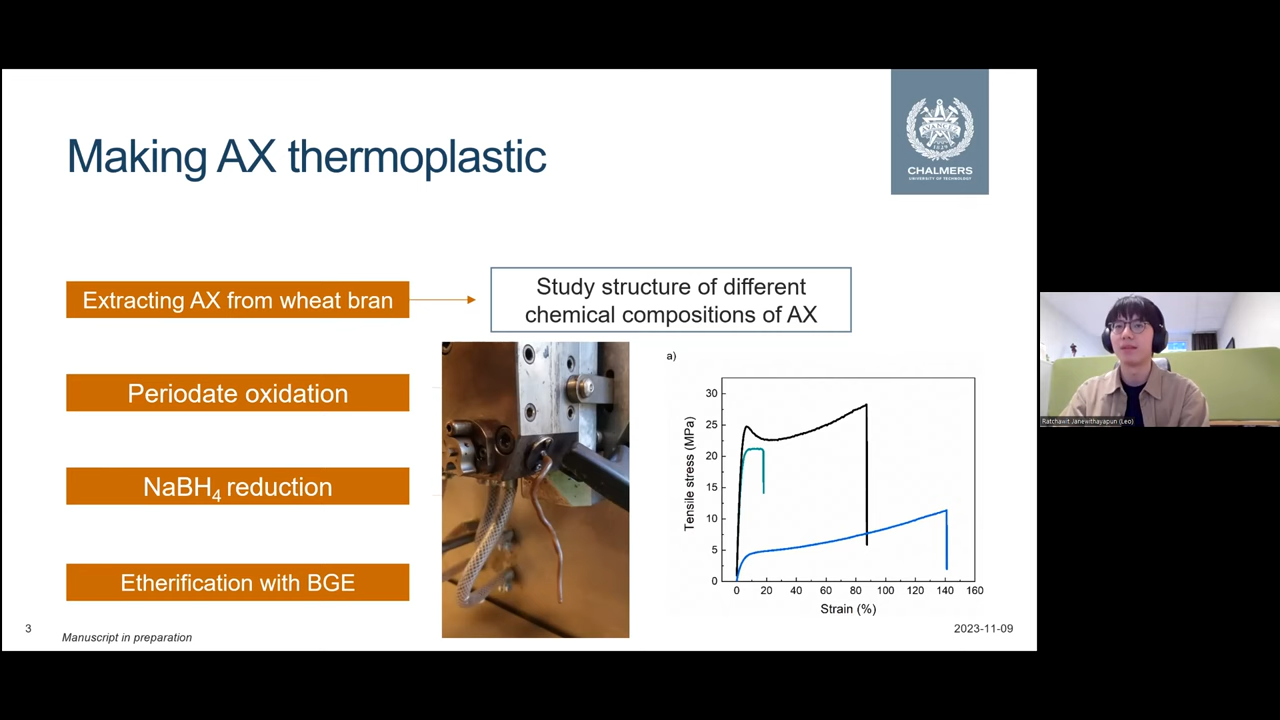 Making AX thermoplastic
AVANCEZ
1829
CHALMERS
UNIVERSITY OF TECHNOLOGY
Extracting AX from wheat bran
Study structure of different
chemical compositions of AX
Periodate oxidation
NaBH4 reduction
Etherification with BGE
a)
Tensile stress (MPa)
30
25
20
15
10
5
0
0 20 40 60 80 100 120 140 160
Strain (%)
3
Manuscript in preparation
2023-11-09
Ratchawit Janewithayapun (Leo)